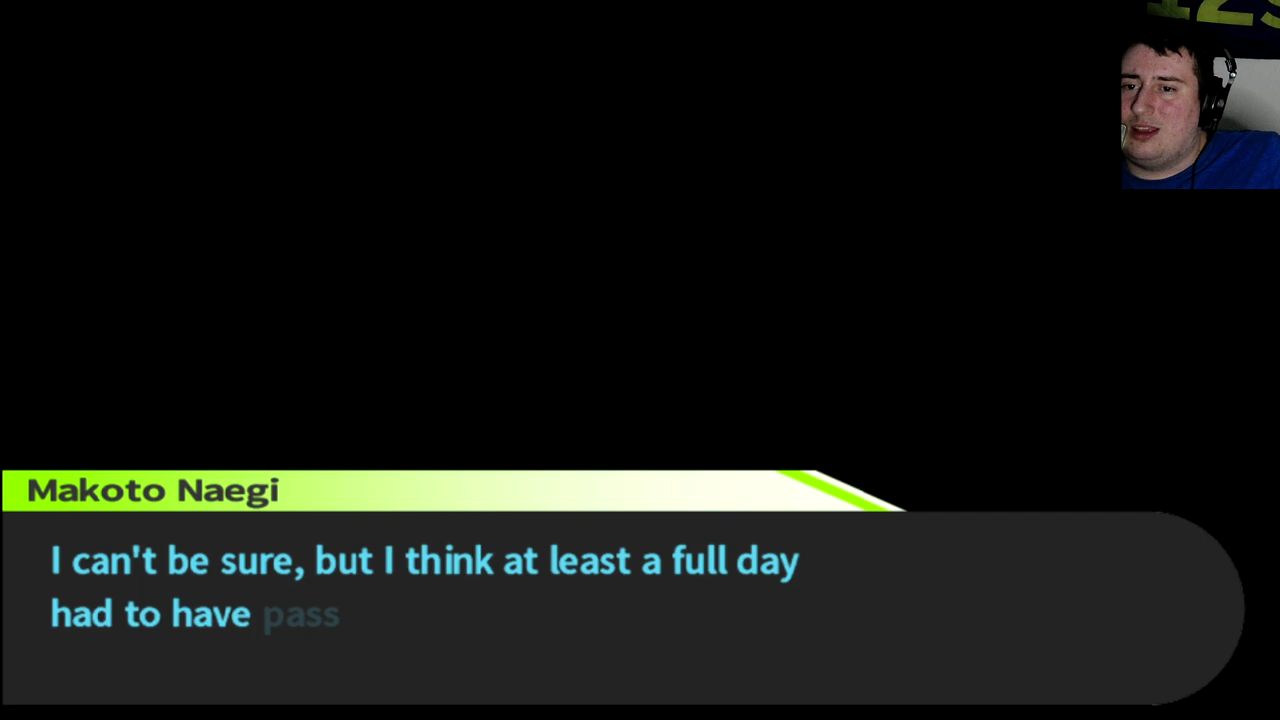 Makoto Naegi
I can't be sure, but I think at least a full day
had to have pass